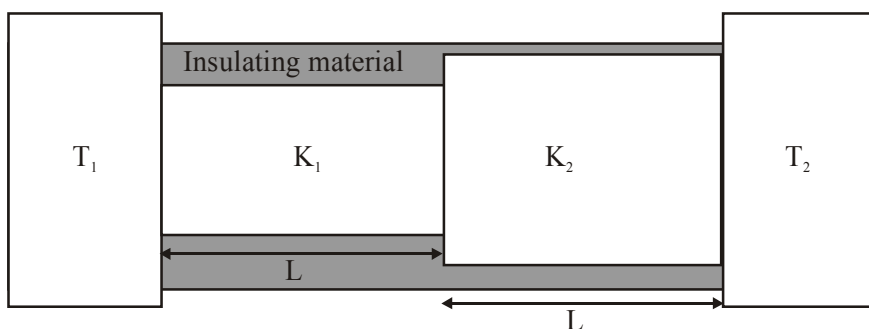 Insulating material
T₁
K₁
K₂
T₂
L
L